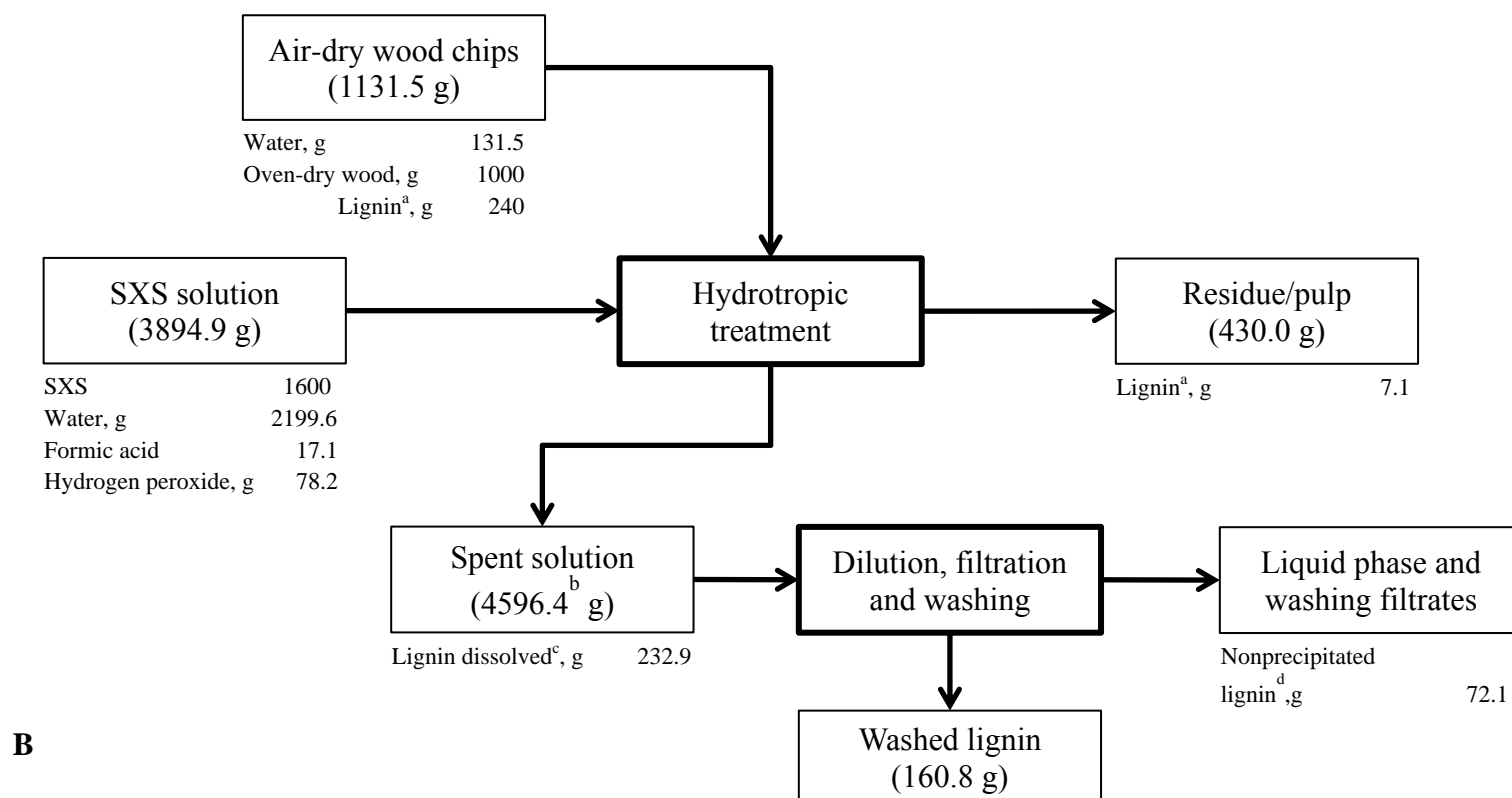 Air-dry wood chips
(1131.5 g)
Water, g 131.5
Oven-dry wood, g 1000
Lignin^a, g 240
SXS solution
(3894.9 g)
SXS 1600
Water, g 2199.6
Formic acid 17.1
Hydrogen peroxide, g 78.2
Hydrotropic
treatment
Residue/pulp
(430.0 g)
Lignin^a, g 7.1
Spent solution
(4596.4^b g)
Lignin dissolved^c, g 232.9
Dilution, filtration
and washing
Liquid phase and
washing filtrates
Nonprecipitated
lignin^d,g 72.1
Washed lignin
(160.8 g)
B